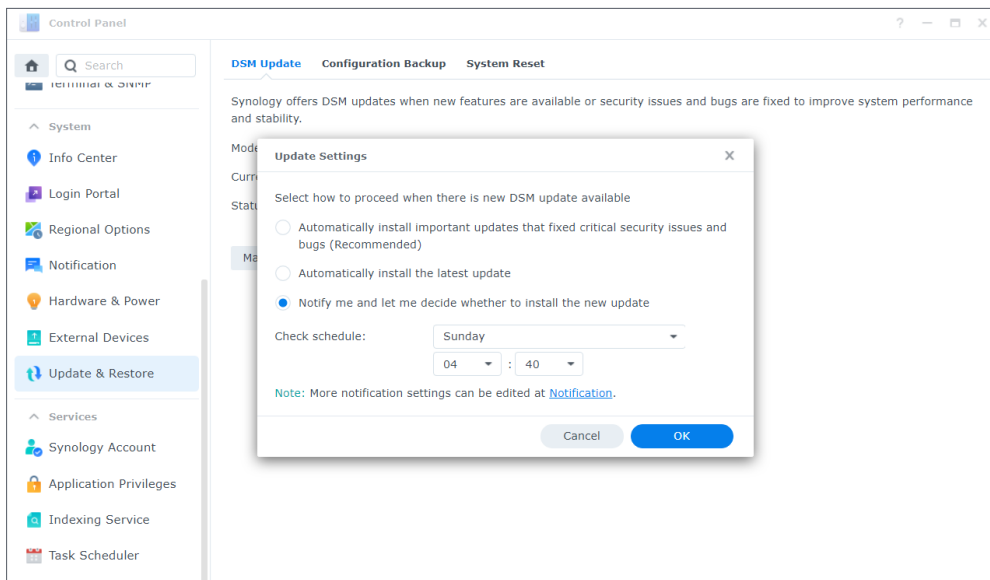 Control Panel
?
Search
Terminal & SNMP
System
Info Center
Login Portal
Regional Options
Notification
Hardware & Power
External Devices
Update & Restore
Services
Synology Account
Application Privileges
Indexing Service
Task Scheduler
DSM Update Configuration Backup System Reset
Synology offers DSM updates when new features are available or security issues and bugs are fixed to improve system performance
and stability.
Update Settings
Select how to proceed when there is new DSM update available
Automatically install important updates that fixed critical security issues and
bugs (Recommended)
Automatically install the latest update
Notify me and let me decide whether to install the new update
Check schedule: Sunday
04 : 40
Note: More notification settings can be edited at Notification.
Cancel OK